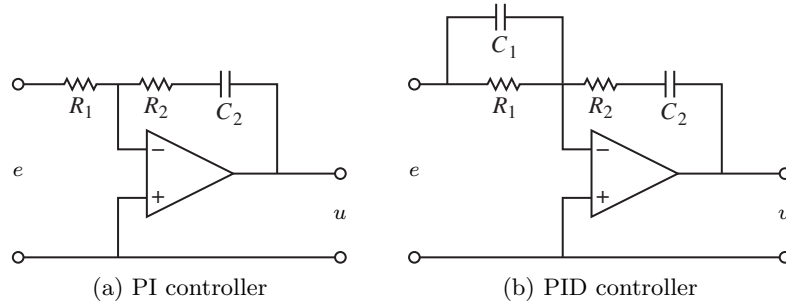 R1 R2 C2
−
+
e
u
(a) PI controller
C1
R1 R2 C2
−
+
e
u
(b) PID controller